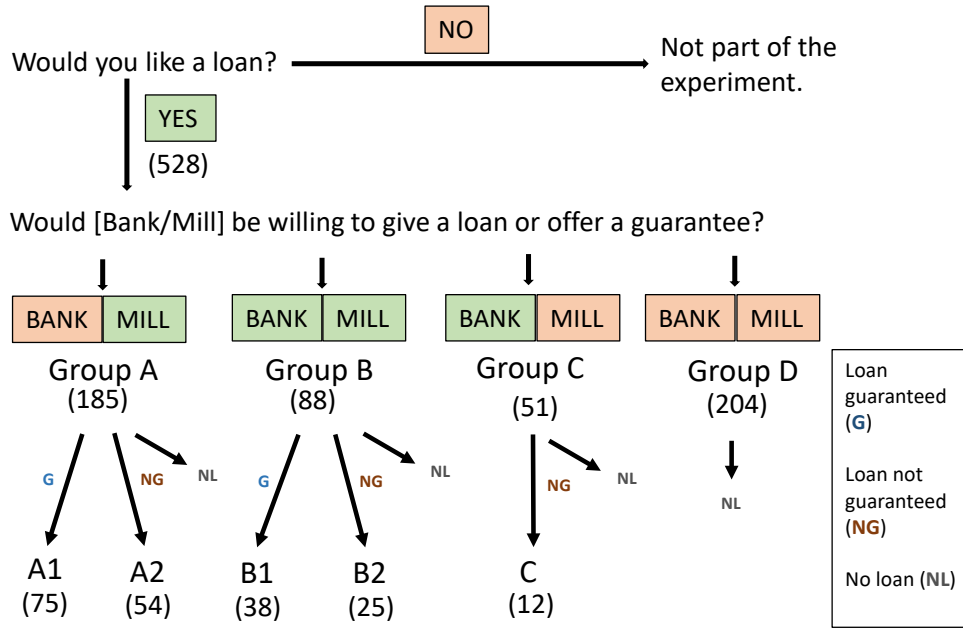 NO
Would you like a loan?
Not part of the
experiment.
YES
(528)
Would [Bank/Mill] be willing to give a loan or offer a guarantee?
BANK MILL
BANK MILL
BANK MILL
BANK MILL
Group A
(185)
Group B
(88)
Group C
(51)
Group D
(204)
G
NG
NL
G
NG
NL
NG
NL
NL
A1
(75)
A2
(54)
B1
(38)
B2
(25)
C
(12)
Loan
guaranteed
(G)
Loan not
guaranteed
(NG)
No loan (NL)